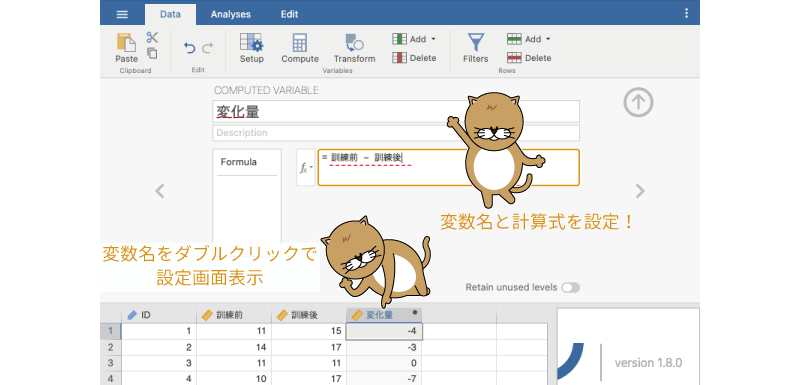 Data Analyses Edit
Paste Setup Compute Transform Add Delete Filters Add Delete
Clipboard Edit Variables Rows
COMPUTED VARIABLE
変化量
Description
Formula
fx
= 訓練前 − 訓練後
変数名と計算式を設定！
変数名をダブルクリックで
設定画面表示
Retain unused levels
ID 訓練前 訓練後 変化量
1 1 11 15 -4
2 2 14 17 -3
3 3 11 11 0
4 4 10 17 -7
version 1.8.0